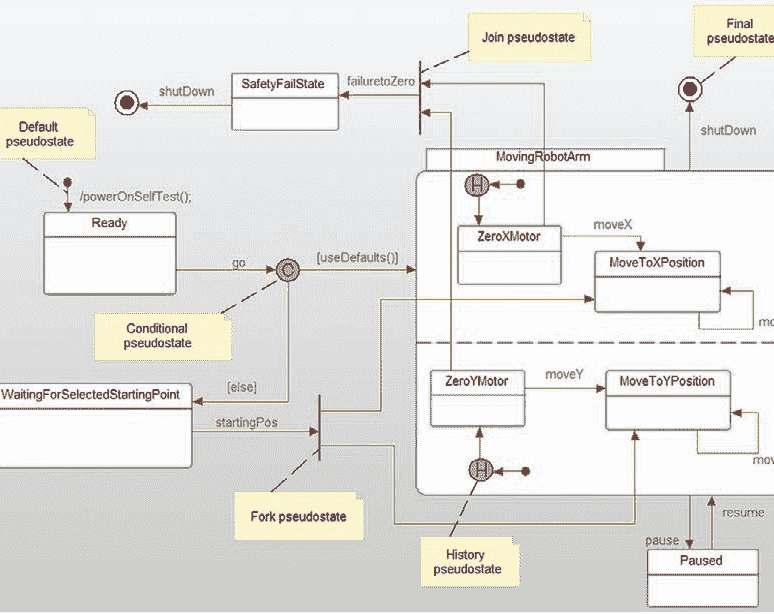 Join pseudostate
Final
pseudostate
SafetyFailState
failuretoZero
shutDown
shutDown
Default
pseudostate
/powerOnSelfTest();
MovingRobotArm
H
Ready
ZeroXMotor
moveX
MoveToXPosition
go
C
[useDefaults()]
Conditional
pseudostate
[else]
WaitingForSelectedStartingPoint
startingPos
ZeroYMotor
moveY
MoveToYPosition
H
Fork pseudostate
History
pseudostate
pause
resume
Paused